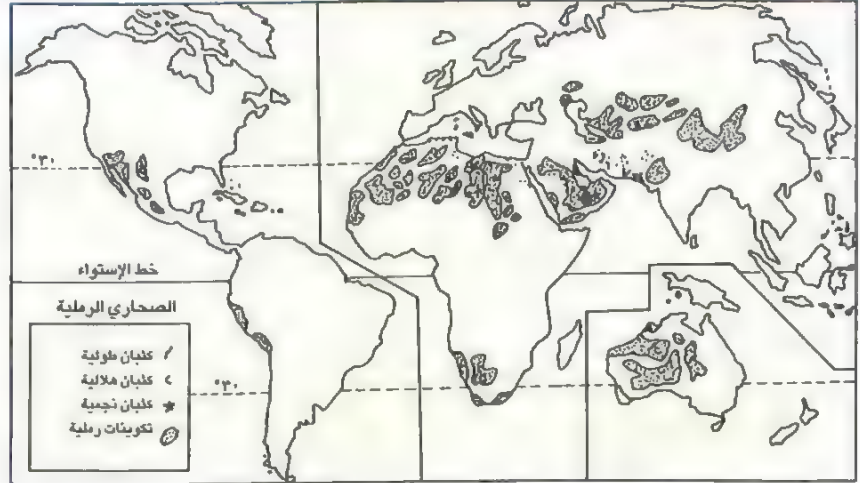 °٣٠
خط الإستواء
الصحاري الرملية
كثبان طولية
كثبان هلالية
كثبان نجمية
تكوينات رملية
°٣٠